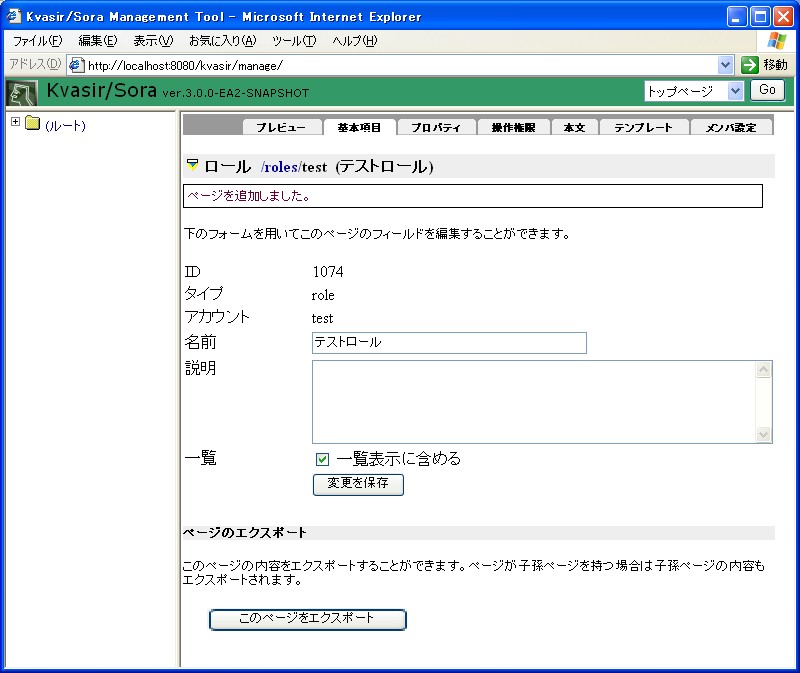 Kvasir/Sora Management Tool - Microsoft Internet Explorer
ファイル(F) 編集(E) 表示(V) お気に入り(A) ツール(T) ヘルプ(H)
アドレス(D) http://localhost:8080/kvasir/manage/ 移動
Kvasir/Sora ver.3.0.0-EA2-SNAPSHOT トップページ Go
(ルート)
プレビュー 基本項目 プロパティ 操作権限 本文 テンプレート メンバ設定
ロール /roles/test (テストロール)
ページを追加しました。
下のフォームを用いてこのページのフィールドを編集することができます。
ID 1074
タイプ role
アカウント test
名前 テストロール
説明
一覧 一覧表示に含める
変更を保存
ページのエクスポート
このページの内容をエクスポートすることができます。ページが子孫ページを持つ場合は子孫ページの内容も
エクスポートされます。
このページをエクスポート